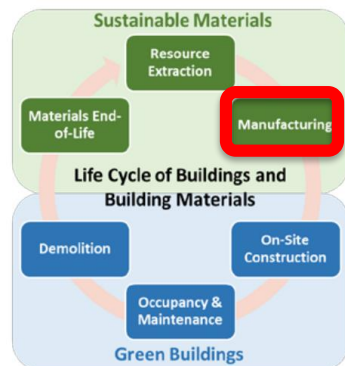 Sustainable Materials
Resource
Extraction
Materials End-
of-Life
Manufacturing
Life Cycle of Buildings and
Building Materials
Demolition
On-Site
Construction
Occupancy &
Maintenance
Green Buildings